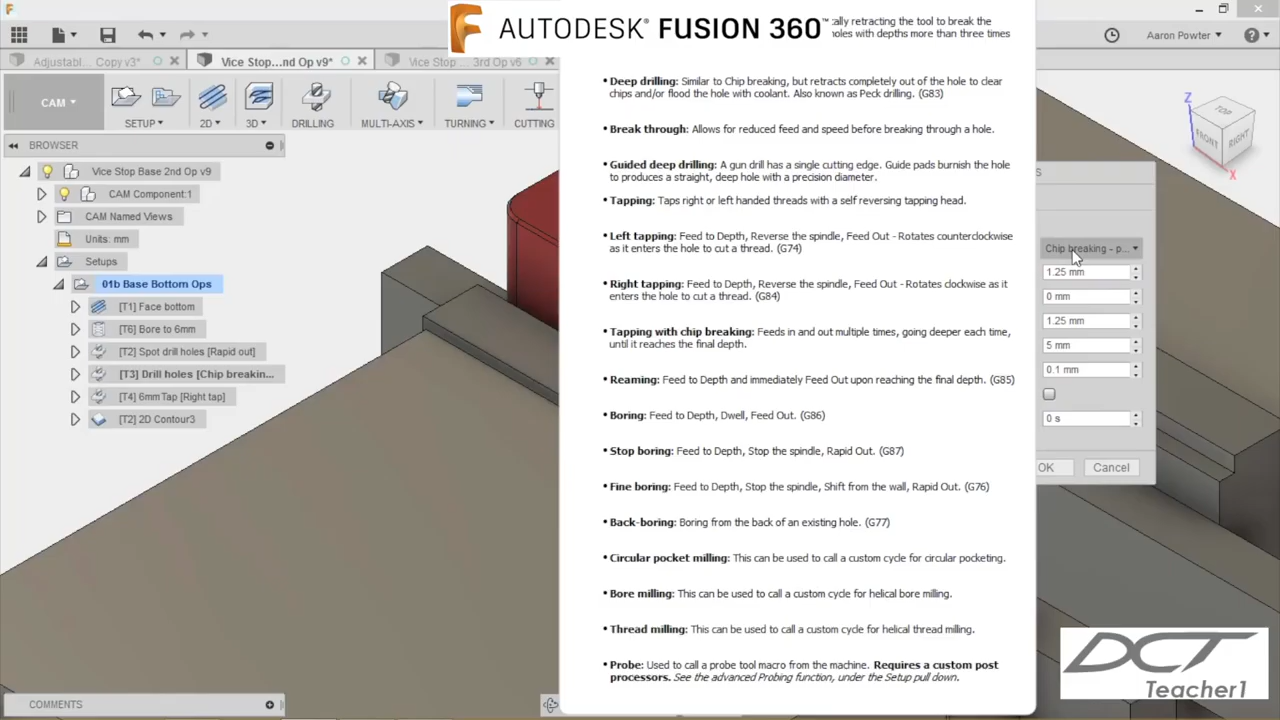 AUTODESK® FUSION 360™
cally retracting the tool to break the
holes with depths more than three times
Aaron Powter
Adjustabl... Copy v3*
Vice Stop...nd Op v9*
Vice Stop ... 3rd Op v6
CAM
SETUP
2D
3D
DRILLING
MULTI-AXIS
TURNING
CUTTING
BROWSER
Vice Stop Base 2nd Op v9
CAM Component:1
CAM Named Views
Units: mm
Setups
01b Base Bottom Ops
[T1] Face bottom
[T6] Bore to 6mm
[T2] Spot drill holes [Rapid out]
[T3] Drill holes [Chip breakin...
[T4] 6mm Tap [Right tap]
[T2] 2D Contour3
• Deep drilling: Similar to Chip breaking, but retracts completely out of the hole to clear
chips and/or flood the hole with coolant. Also known as Peck drilling. (G83)
• Break through: Allows for reduced feed and speed before breaking through a hole.
• Guided deep drilling: A gun drill has a single cutting edge. Guide pads burnish the hole
to produces a straight, deep hole with a precision diameter.
• Tapping: Taps right or left handed threads with a self reversing tapping head.
• Left tapping: Feed to Depth, Reverse the spindle, Feed Out - Rotates counterclockwise
as it enters the hole to cut a thread. (G74)
• Right tapping: Feed to Depth, Reverse the spindle, Feed Out - Rotates clockwise as it
enters the hole to cut a thread. (G84)
• Tapping with chip breaking: Feeds in and out multiple times, going deeper each time,
until it reaches the final depth.
• Reaming: Feed to Depth and immediately Feed Out upon reaching the final depth. (G85)
• Boring: Feed to Depth, Dwell, Feed Out. (G86)
• Stop boring: Feed to Depth, Stop the spindle, Rapid Out. (G87)
• Fine boring: Feed to Depth, Stop the spindle, Shift from the wall, Rapid Out. (G76)
• Back-boring: Boring from the back of an existing hole. (G77)
• Circular pocket milling: This can be used to call a custom cycle for circular pocketing.
• Bore milling: This can be used to call a custom cycle for helical bore milling.
• Thread milling: This can be used to call a custom cycle for helical thread milling.
• Probe: Used to call a probe tool macro from the machine. Requires a custom post
processors. See the advanced Probing function, under the Setup pull down.
Z
TOP
FRONT
RIGHT
X
S
Chip breaking - p...
1.25 mm
0 mm
1.25 mm
5 mm
0.1 mm
0 s
OK
Cancel
DCT
Teacher1
COMMENTS